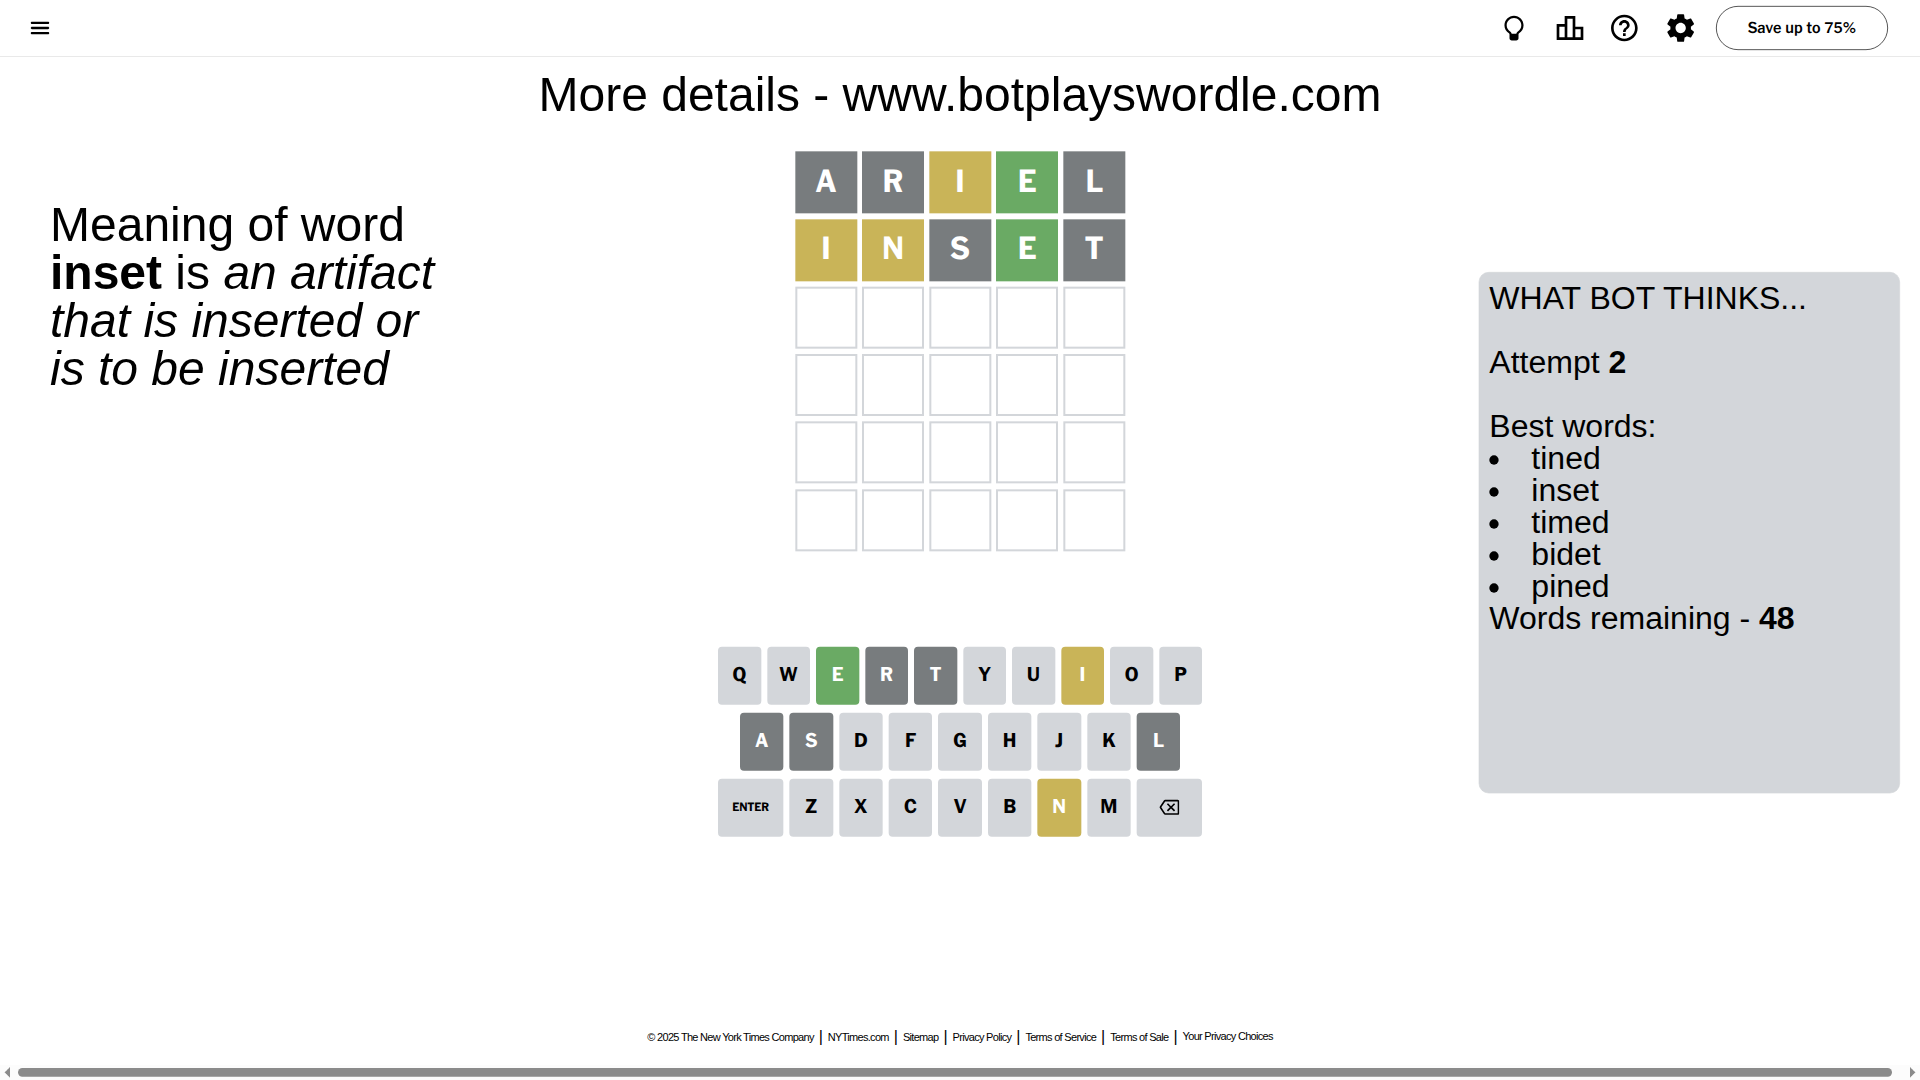 Save up to 75%
More details - www.botplayswordle.com
Meaning of word
inset is an artifact
that is inserted or
is to be inserted
A R I E L
I N S E T
WHAT BOT THINKS...
Attempt 2
Best words:
• tined
• inset
• timed
• bidet
• pined
Words remaining - 48
Q W E R T Y U I O P
A S D F G H J K L
ENTER Z X C V B N M
© 2025 The New York Times Company | NYTimes.com | Sitemap | Privacy Policy | Terms of Service | Terms of Sale | Your Privacy Choices